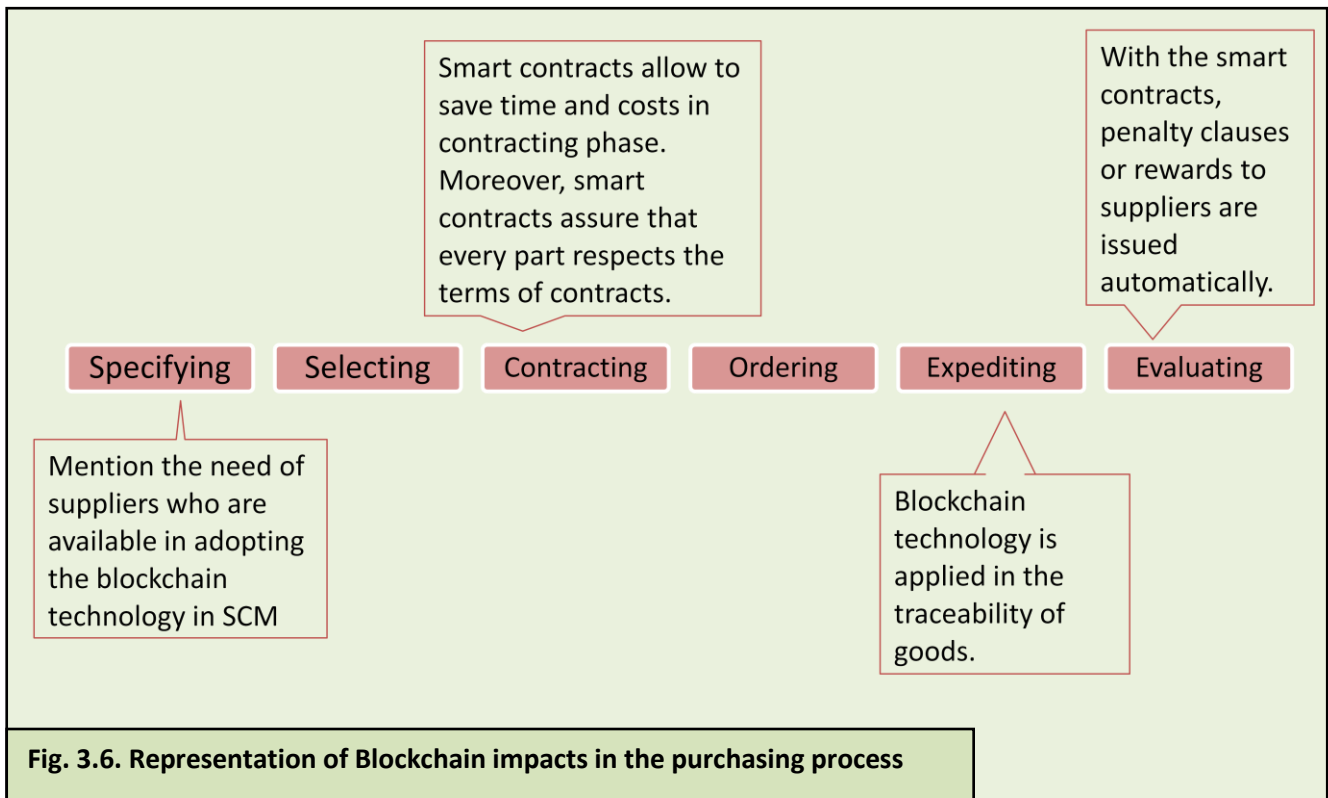 Smart contracts allow to
save time and costs in
contracting phase.
Moreover, smart
contracts assure that
every part respects the
terms of contracts.
With the smart
contracts,
penalty clauses
or rewards to
suppliers are
issued
automatically.
Specifying
Selecting
Contracting
Ordering
Expediting
Evaluating
Mention the need of
suppliers who are
available in adopting
the blockchain
technology in SCM
Blockchain
technology is
applied in the
traceability of
goods.
Fig. 3.6. Representation of Blockchain impacts in the purchasing process